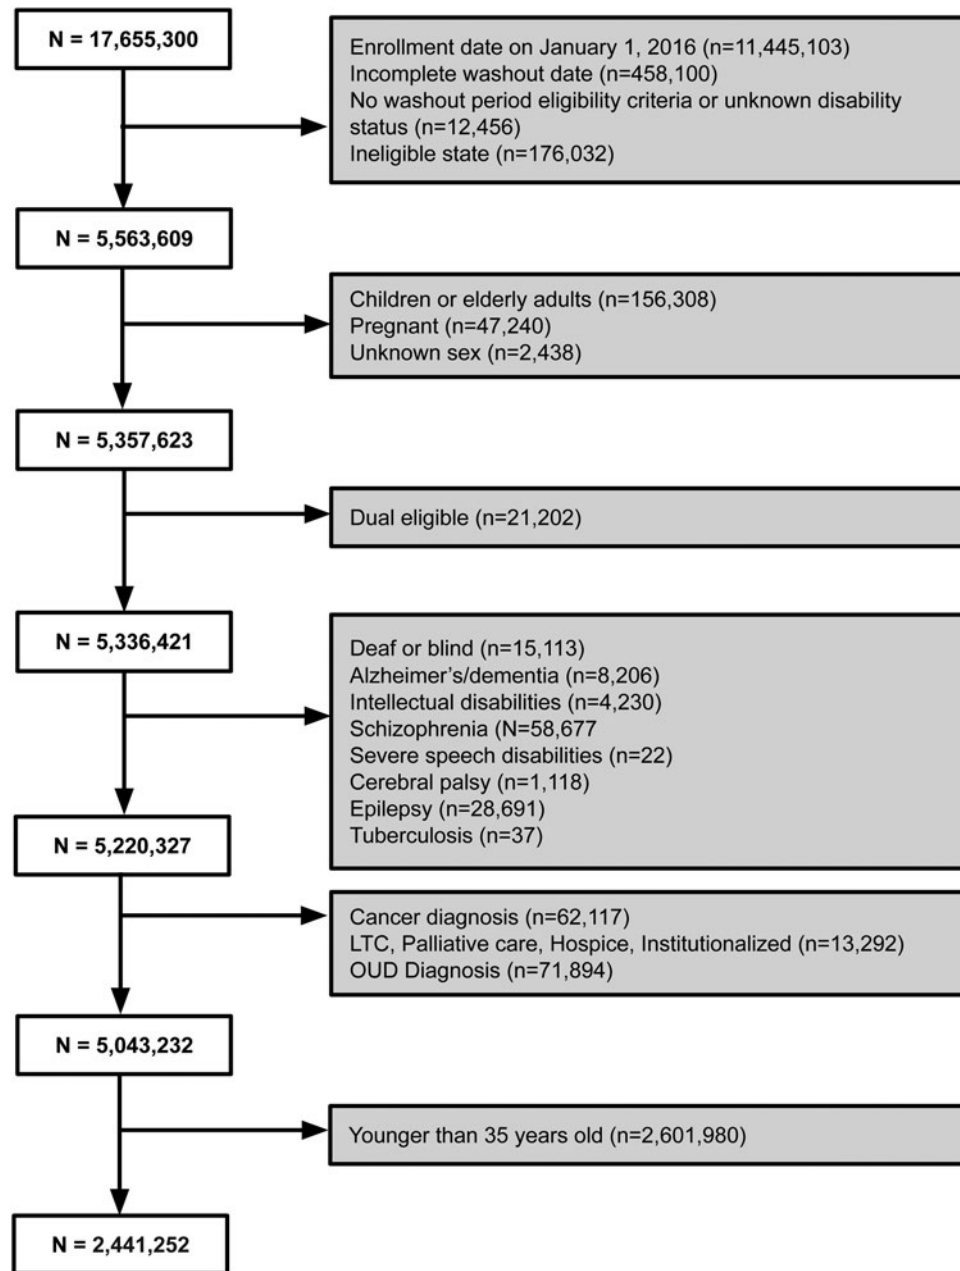 N = 17,655,300
Enrollment date on January 1, 2016 (n=11,445,103)
Incomplete washout date (n=458,100)
No washout period eligibility criteria or unknown disability
status (n=12,456)
Ineligible state (n=176,032)
N = 5,563,609
Children or elderly adults (n=156,308)
Pregnant (n=47,240)
Unknown sex (n=2,438)
N = 5,357,623
Dual eligible (n=21,202)
N = 5,336,421
Deaf or blind (n=15,113)
Alzheimer's/dementia (n=8,206)
Intellectual disabilities (n=4,230)
Schizophrenia (N=58,677
Severe speech disabilities (n=22)
Cerebral palsy (n=1,118)
Epilepsy (n=28,691)
Tuberculosis (n=37)
N = 5,220,327
Cancer diagnosis (n=62,117)
LTC, Palliative care, Hospice, Institutionalized (n=13,292)
OUD Diagnosis (n=71,894)
N = 5,043,232
Younger than 35 years old (n=2,601,980)
N = 2,441,252